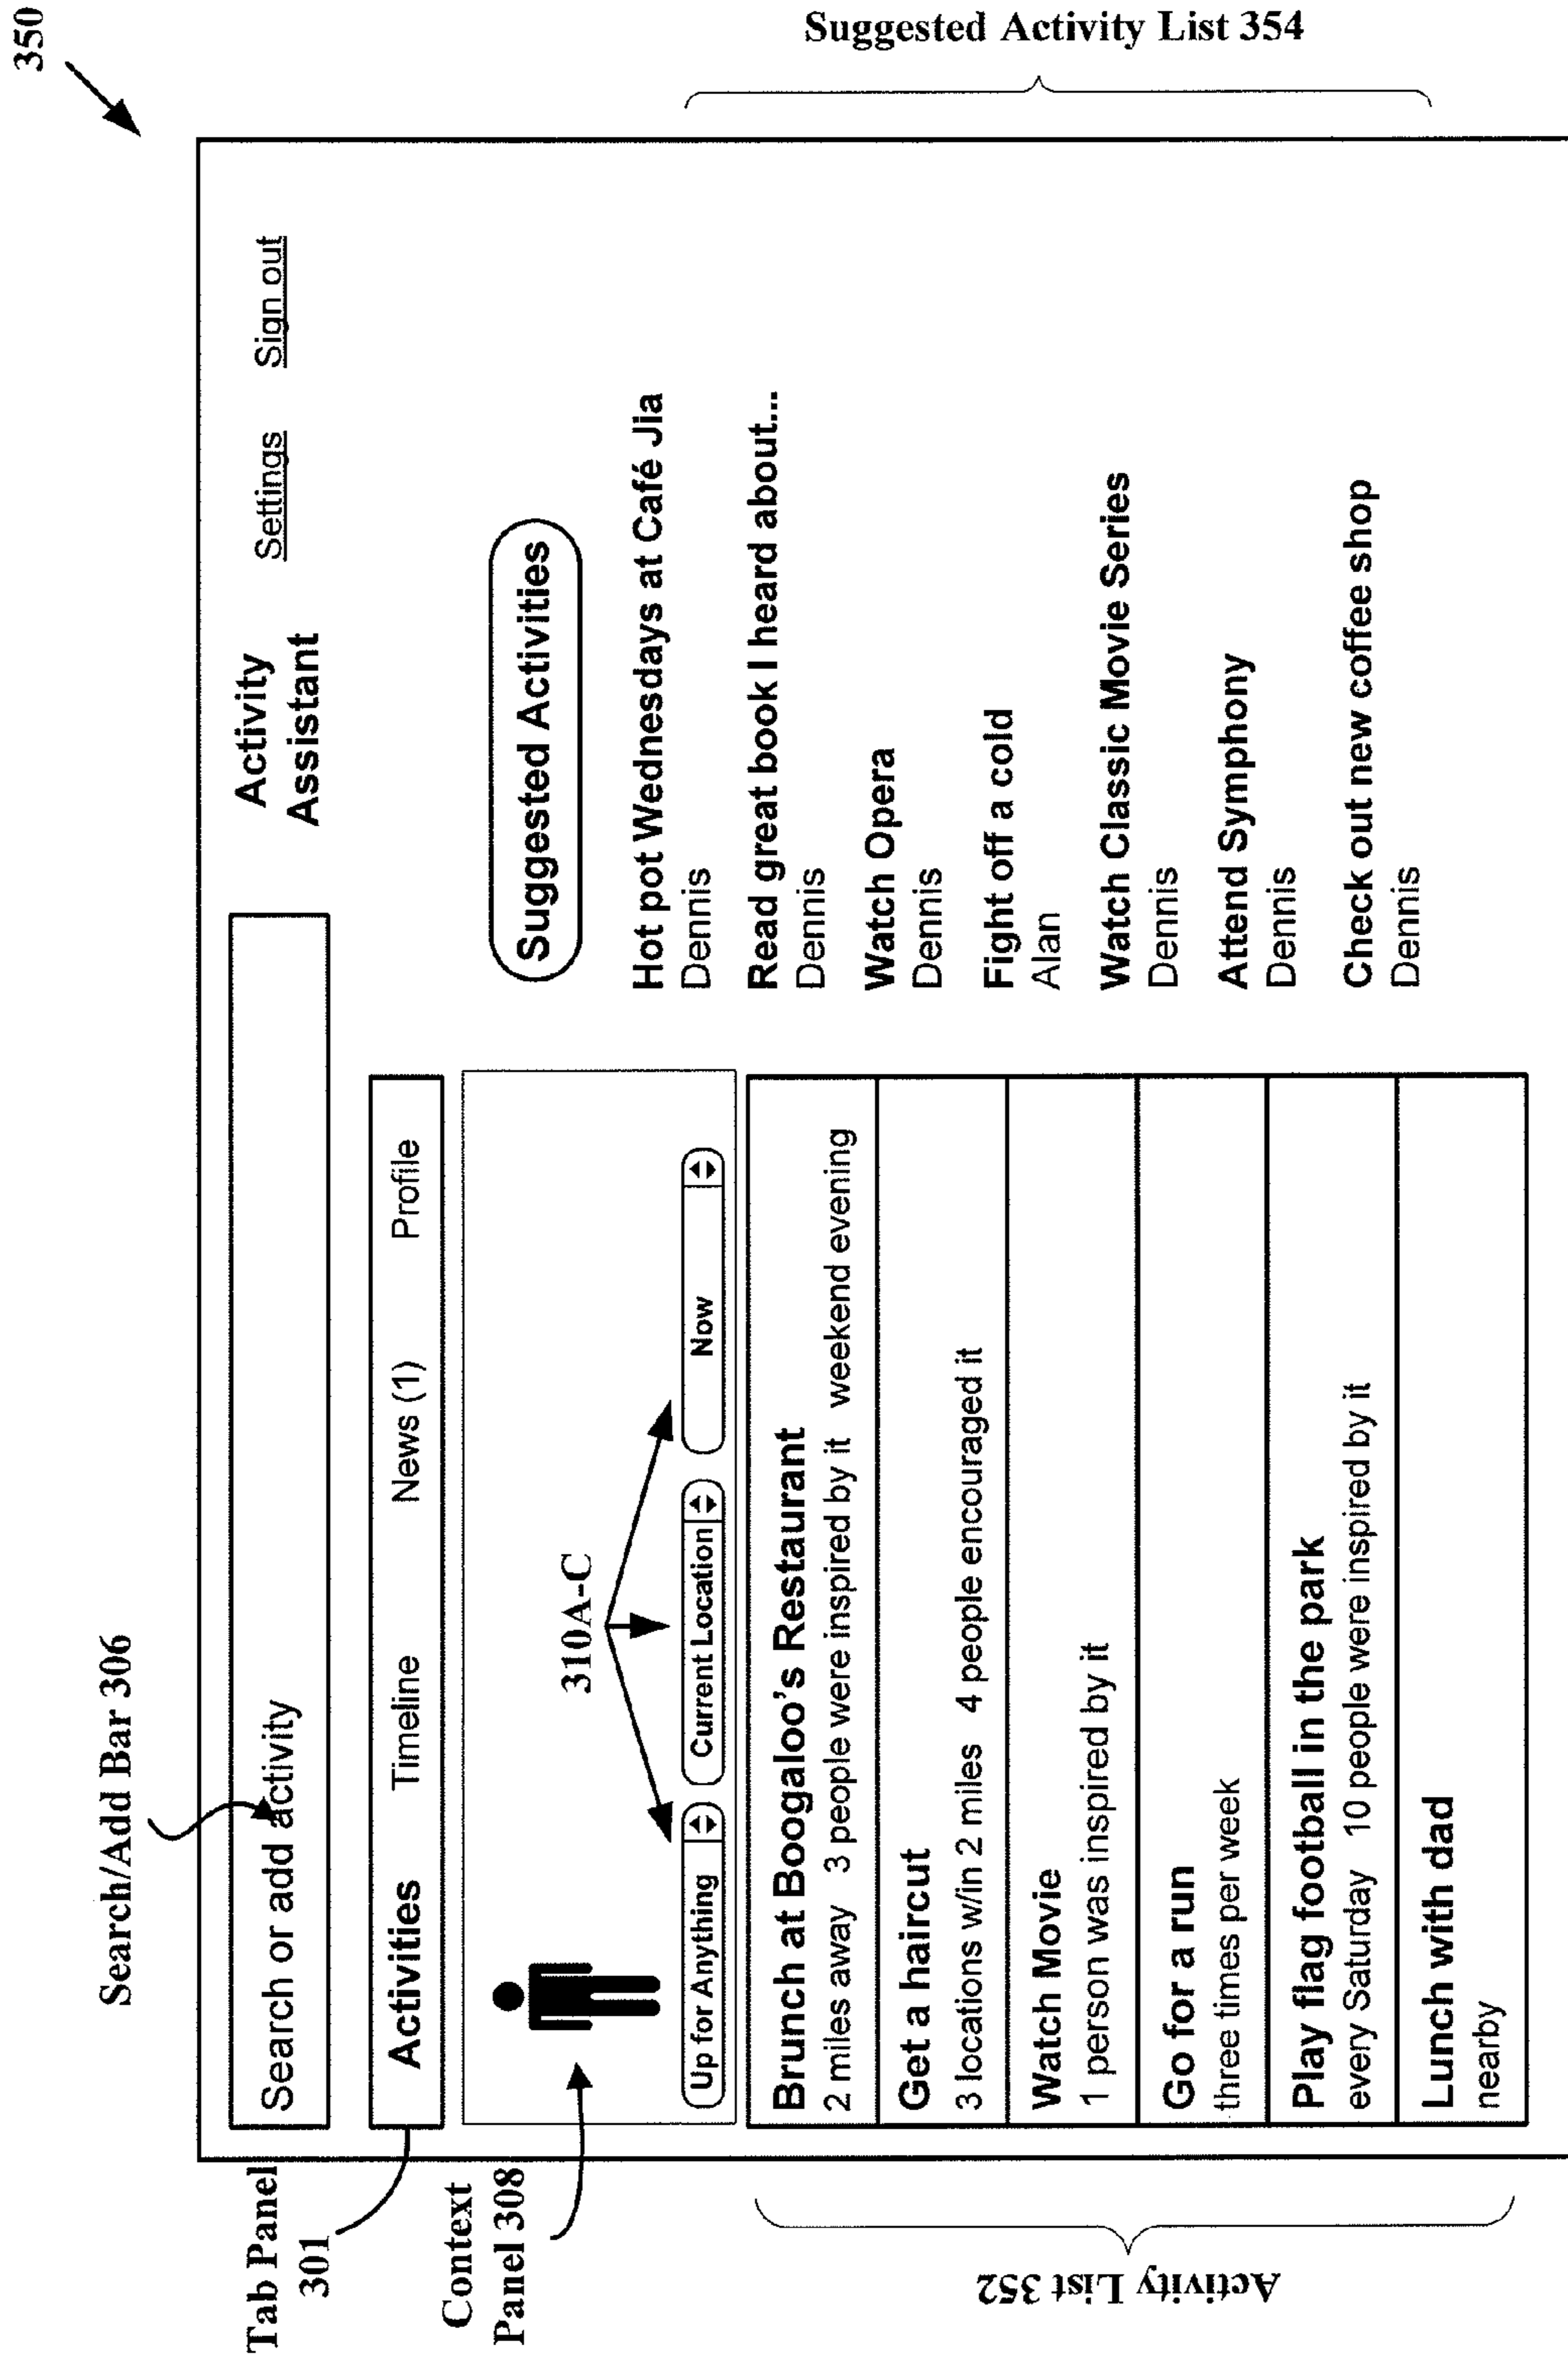 350
Search/Add Bar 306
Search or add activity
Activity
Assistant
Settings
Sign out
Tab Panel
301
Activities
Timeline
News (1)
Profile
Context
Panel 308
310A-C
Up for Anything
Current Location
Now
Activity List 352
Brunch at Boogaloo's Restaurant
2 miles away 3 people were inspired by it weekend evening
Get a haircut
3 locations w/in 2 miles 4 people encouraged it
Watch Movie
1 person was inspired by it
Go for a run
three times per week
Play flag football in the park
every Saturday 10 people were inspired by it
Lunch with dad
nearby
Suggested Activities
Hot pot Wednesdays at Café Jia
Dennis
Read great book I heard about...
Dennis
Watch Opera
Dennis
Fight off a cold
Alan
Watch Classic Movie Series
Dennis
Attend Symphony
Dennis
Check out new coffee shop
Dennis
Suggested Activity List 354